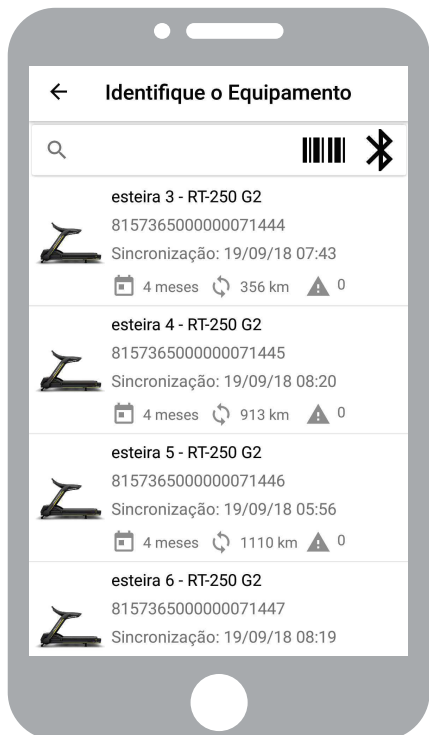 Identifique o Equipamento
esteira 3 - RT-250 G2
8157365000000071444
Sincronização: 19/09/18 07:43
4 meses 356 km 0
esteira 4 - RT-250 G2
8157365000000071445
Sincronização: 19/09/18 08:20
4 meses 913 km 0
esteira 5 - RT-250 G2
8157365000000071446
Sincronização: 19/09/18 05:56
4 meses 1110 km 0
esteira 6 - RT-250 G2
8157365000000071447
Sincronização: 19/09/18 08:19